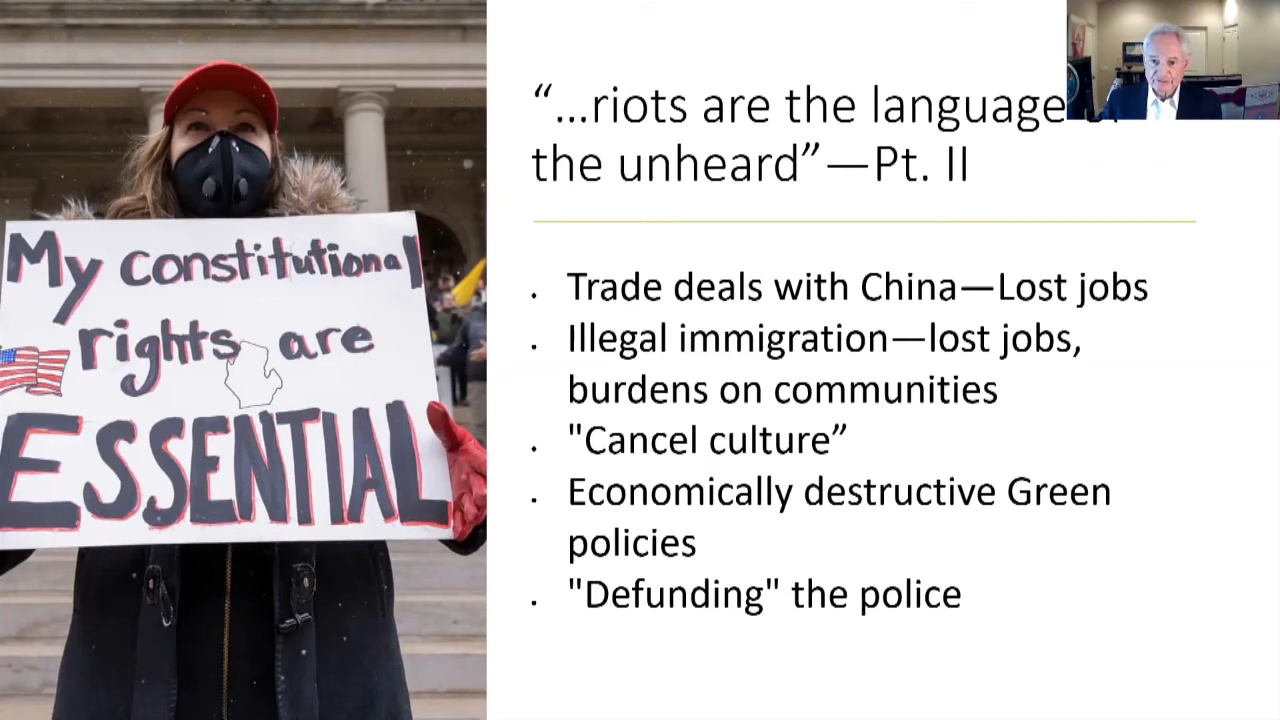 My constitutional
rights are
ESSENTIAL
“...riots are the language
the unheard”—Pt. II
. Trade deals with China—Lost jobs
. Illegal immigration—lost jobs,
burdens on communities
. "Cancel culture”
. Economically destructive Green
policies
. "Defunding" the police